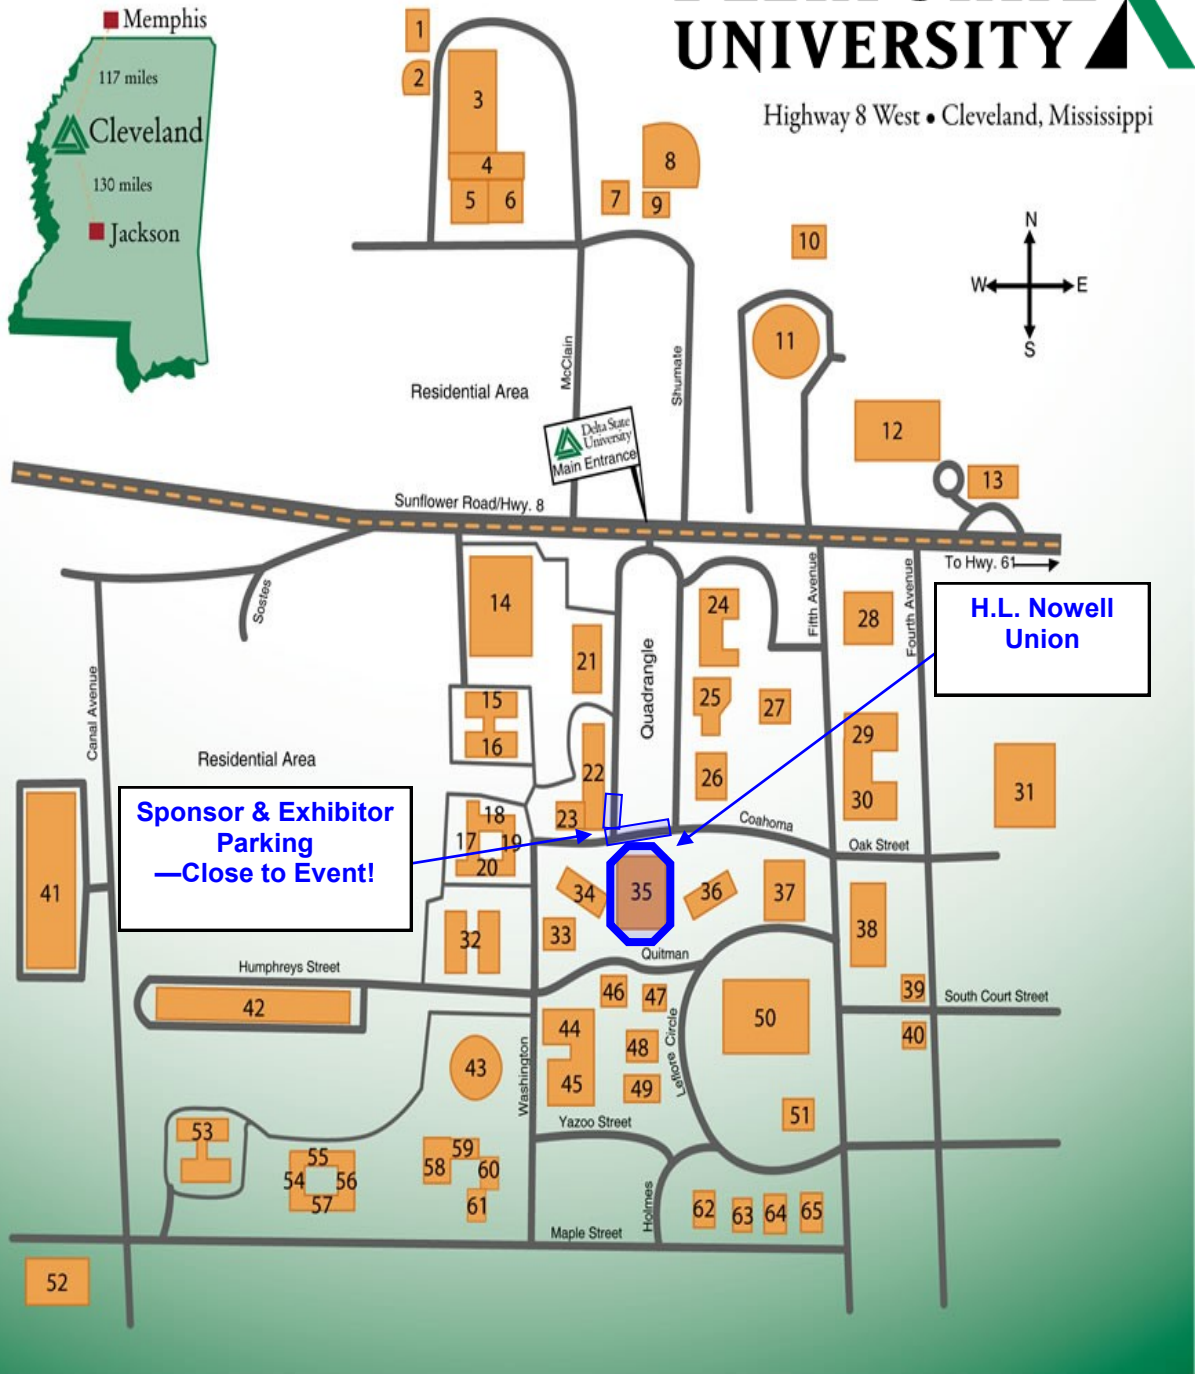 UNIVERSITY
Highway 8 West • Cleveland, Mississippi
Memphis
117 miles
Cleveland
130 miles
Jackson
1
2
3
4
5
6
7
8
9
10
N
W
E
S
11
McClain
Shumate
Residential Area
12
13
Delta State
University
Main Entrance
Sunflower Road/Hwy. 8
To Hwy. 61
Sostes
14
21
Quadrangle
24
Fifth Avenue
28
Fourth Avenue
H.L. Nowell
Union
Canal Avenue
15
16
25
27
29
30
31
Residential Area
22
26
23
Sponsor & Exhibitor
Parking
—Close to Event!
18
17
19
20
Coahoma
Oak Street
41
34
35
36
37
38
32
33
Quitman
Humphreys Street
42
46
47
39
South Court Street
40
44
45
48
49
Leflore Circle
50
43
Washington
51
Yazoo Street
53
55
54
56
57
59
58
60
61
62
63
64
65
Holmes
Maple Street
52